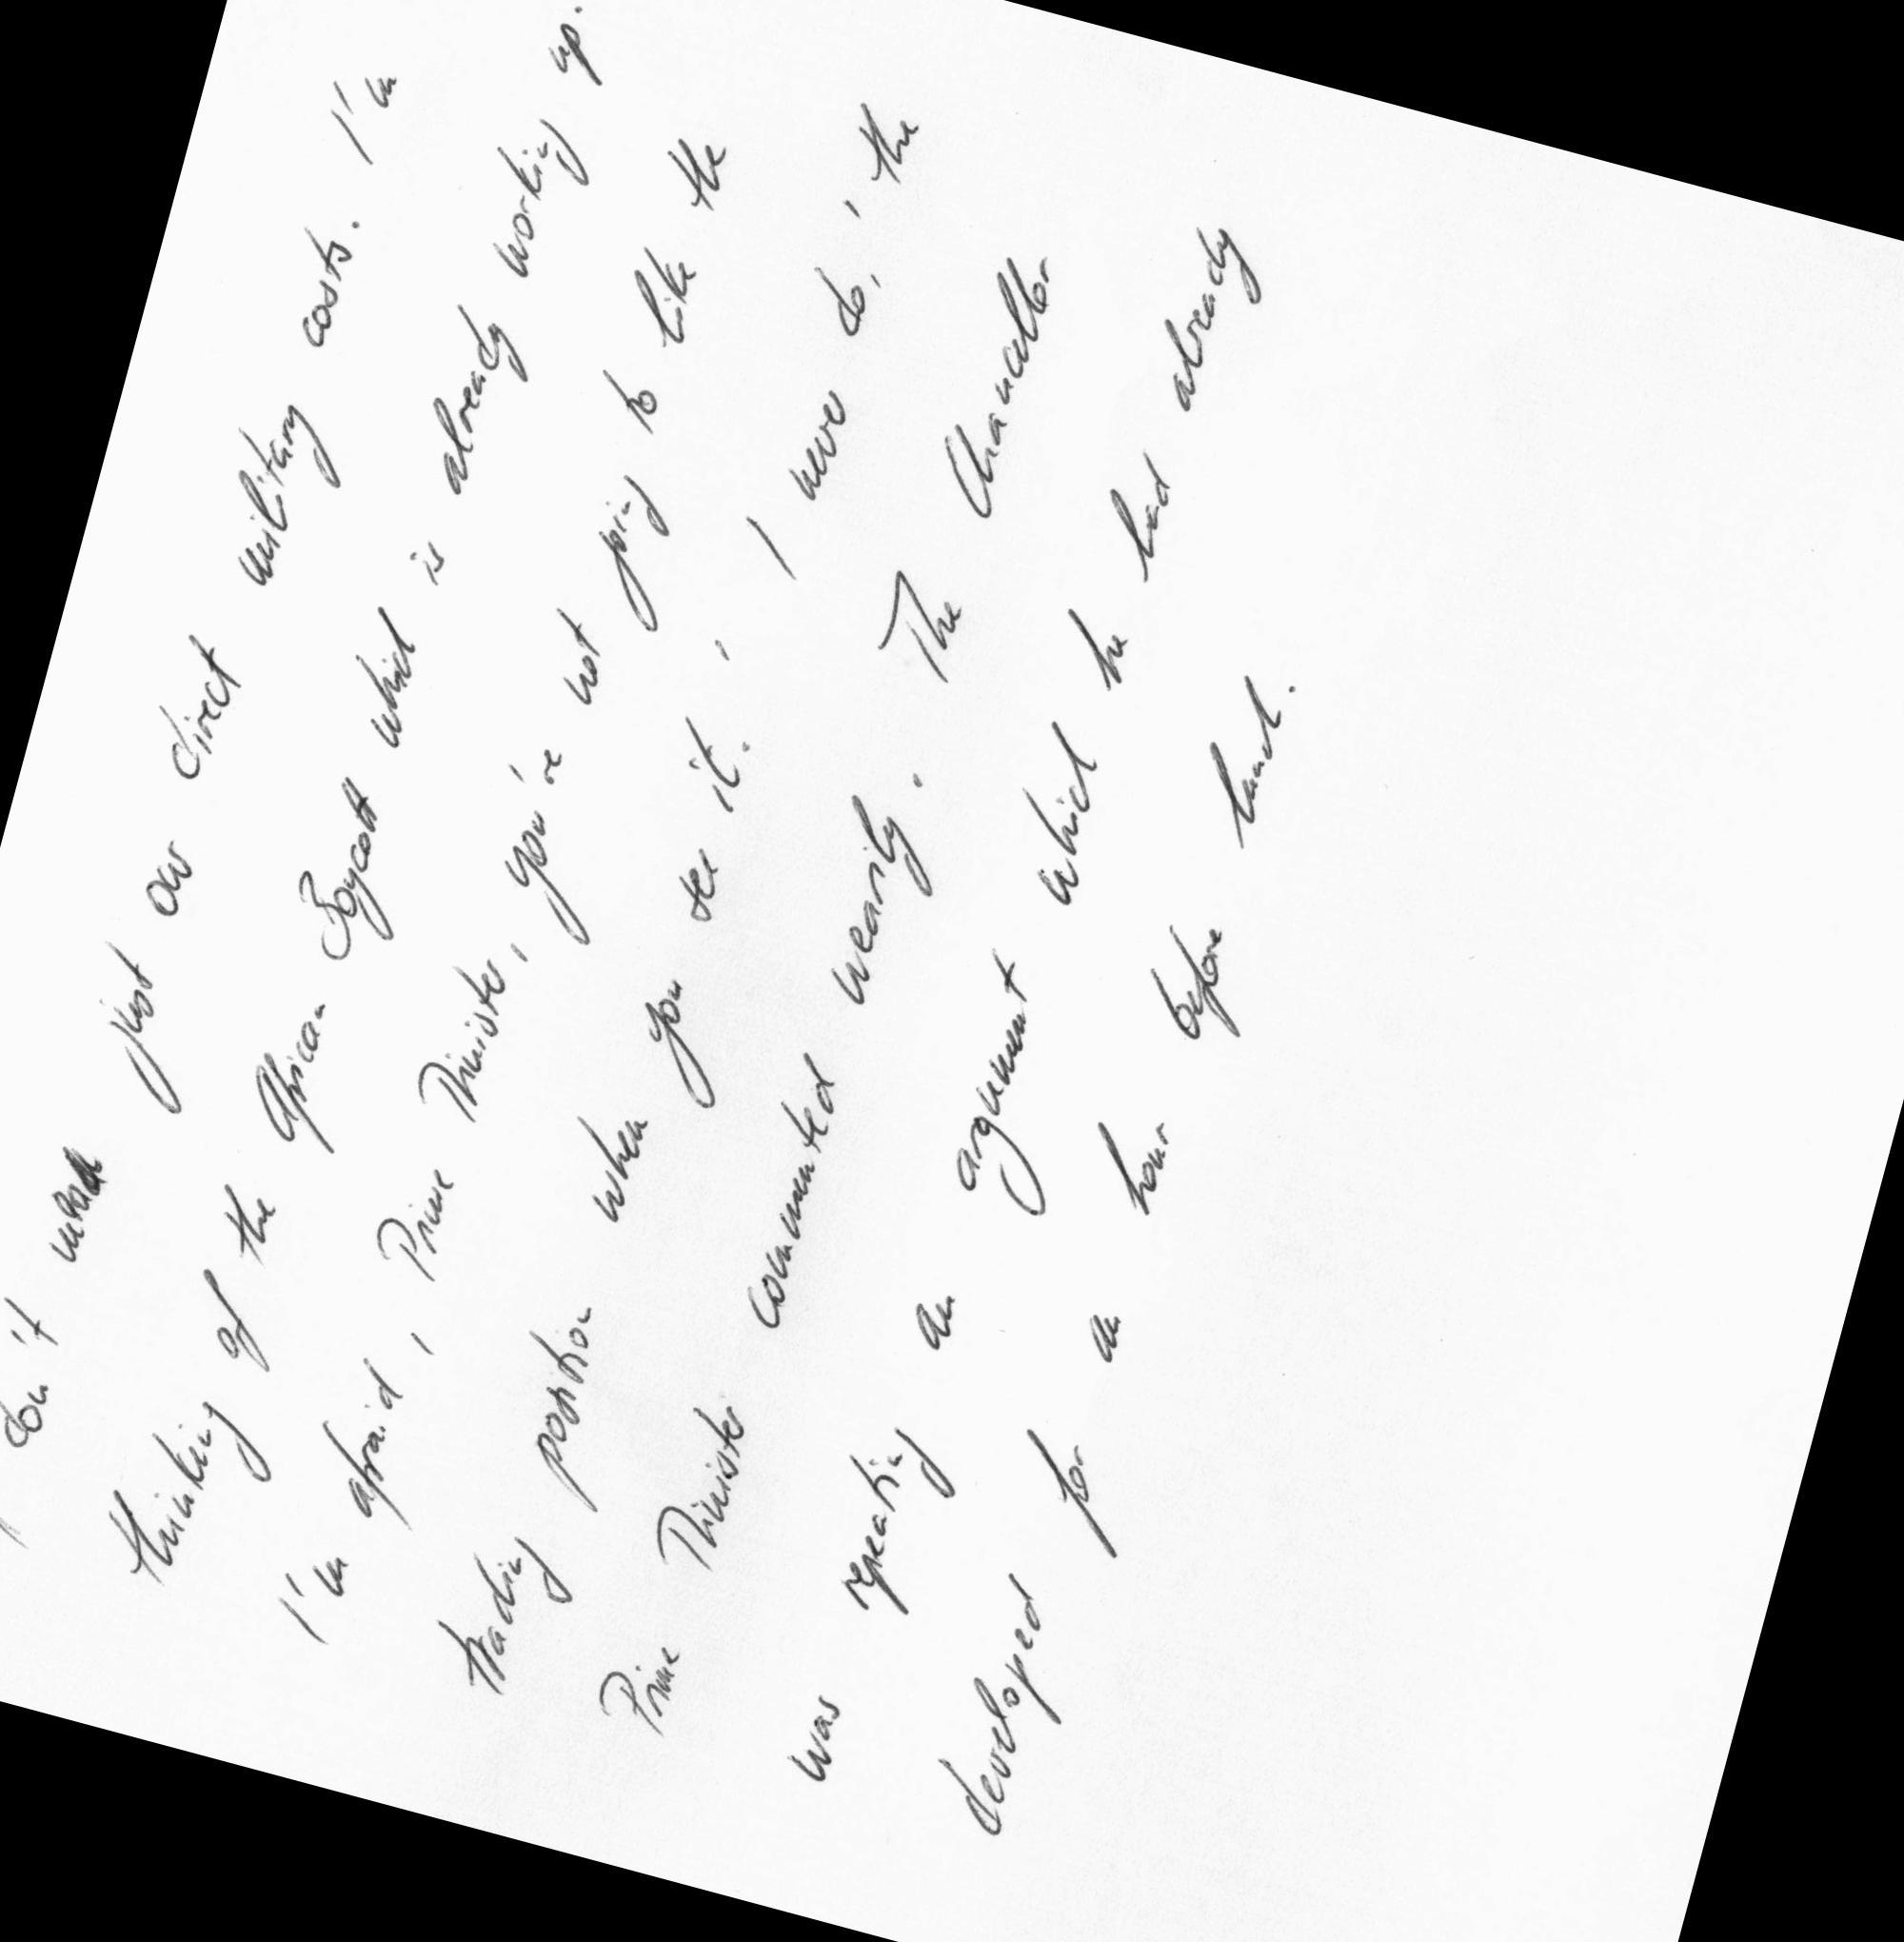 don't just our direct military costs. I'm
thinking of the African Boycott which is already working up.
I'm afraid, Prime Minister, you're not going to like the
trading position when you see it.' 'I never do,' the
Prime Minister commented wearily. The Chancellor
was repeating an argument which he had already
developed for an hour before lunch.